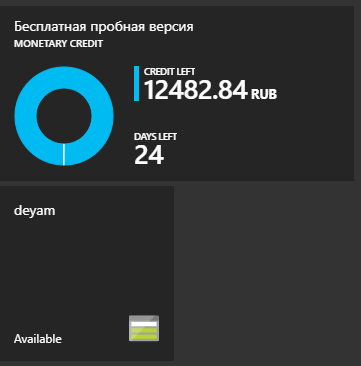 Бесплатная пробная версия
MONETARY CREDIT
CREDIT LEFT
12482.84 RUB
DAYS LEFT
24
deyam
Available